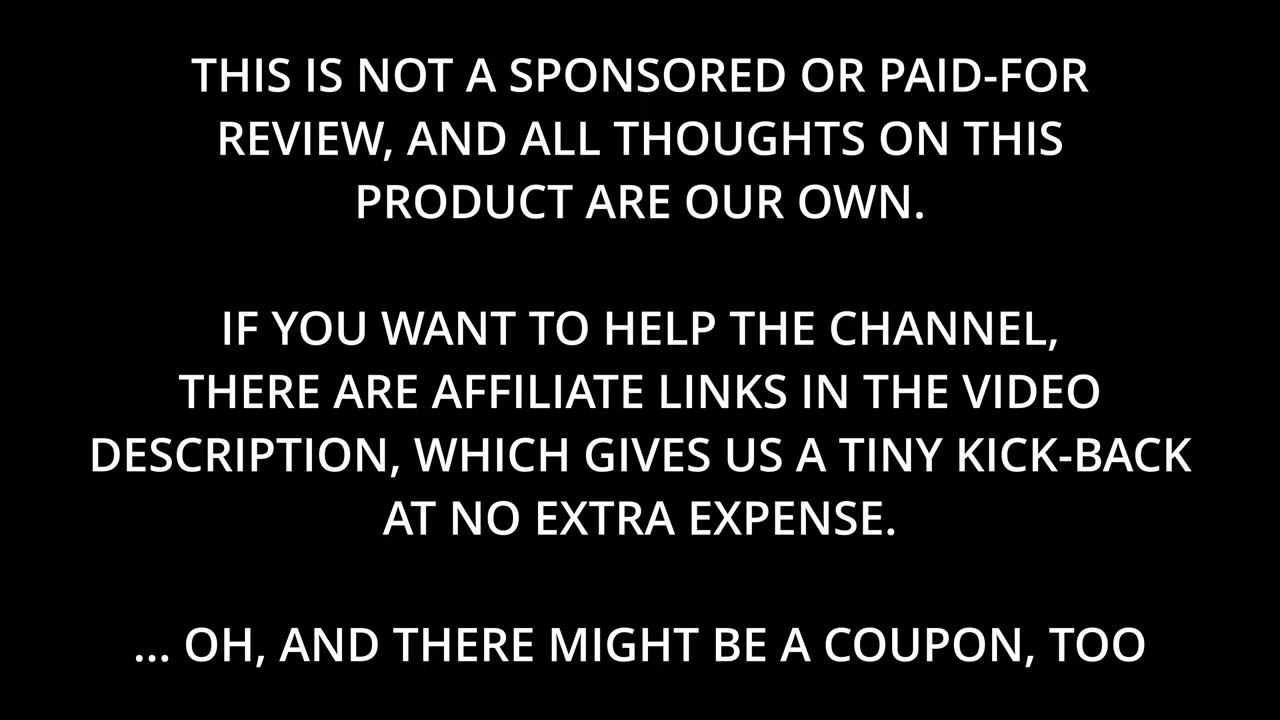 THIS IS NOT A SPONSORED OR PAID-FOR
REVIEW, AND ALL THOUGHTS ON THIS
PRODUCT ARE OUR OWN.
IF YOU WANT TO HELP THE CHANNEL,
THERE ARE AFFILIATE LINKS IN THE VIDEO
DESCRIPTION, WHICH GIVES US A TINY KICK-BACK
AT NO EXTRA EXPENSE.
... OH, AND THERE MIGHT BE A COUPON, TOO